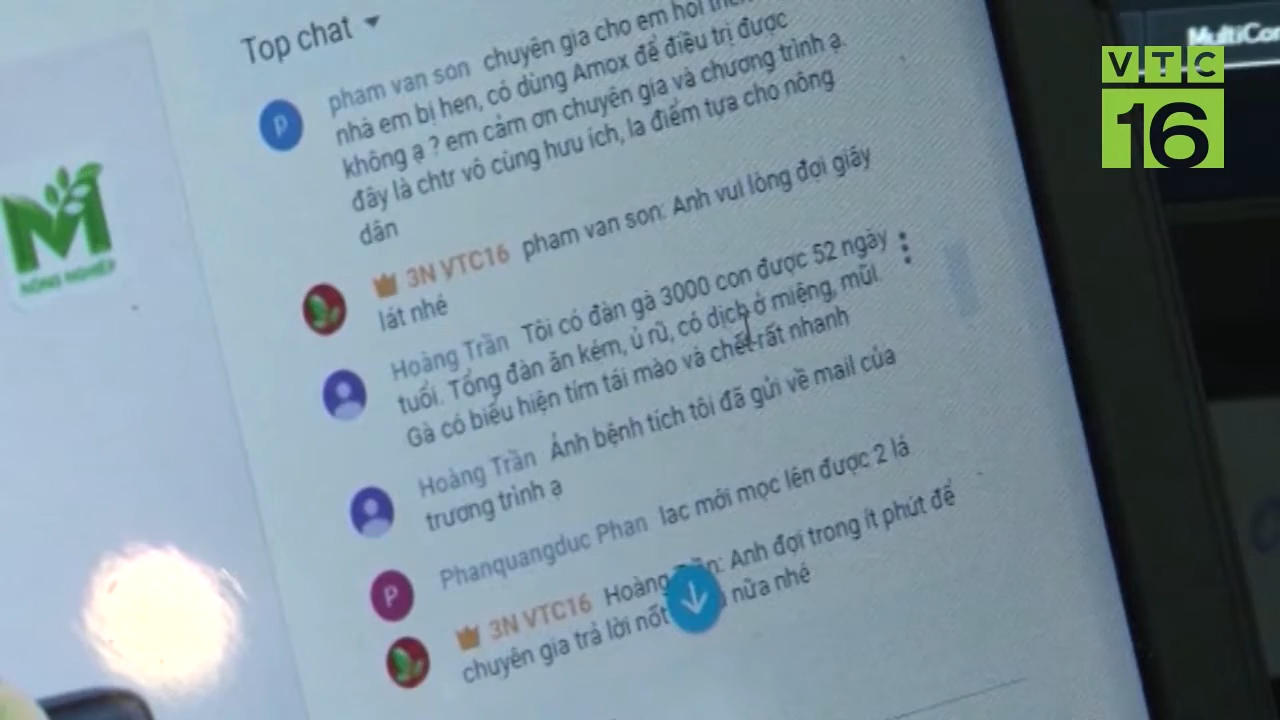 MultiCon
VTC
16
Top chat
pham van son chuyên gia cho em hỏi
nhà em bị hen, có dùng Amox để điều trị được
không ạ ? em cảm ơn chuyên gia và chương trình ạ.
đây là chtr vô cùng hưu ích, la điểm tựa cho nông
dân
3N VTC16 pham van son: Anh vui lòng đợi giây
lát nhé
Hoàng Trần Tôi có đàn gà 3000 con được 52 ngày
tuổi. Tổng đàn ăn kém, ủ rũ, có dịch ở miệng, mũi.
Gà có biểu hiện tím tái mào và chết rất nhanh
Hoàng Trần Ảnh bệnh tích tôi đã gửi về mail của
trương trình ạ
Phanquangduc Phan lac mới mọc lén được 2 lá
3N VTC16 Hoàng Trần: Anh đợi trong ít phút để
chuyên gia trả lời nốt nữa nhé
M
NÔNG NGHIỆP
P
P